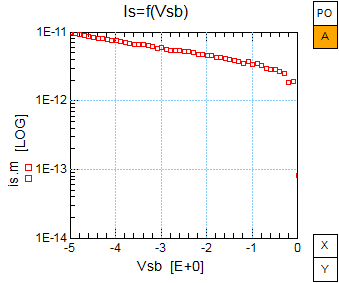 Is=f(Vsb)
PO
A
1E-11
1E-12
1E-13
1E-14
is.m [LOG]
-5 -4 -3 -2 -1 0
Vsb [E+0]
X
Y